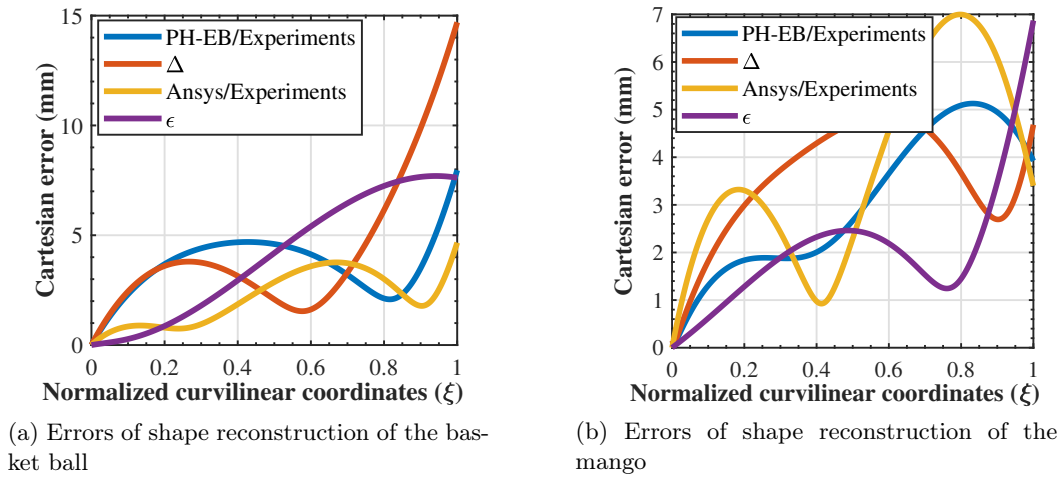 15
10
5
0
Cartesian error (mm)
PH-EB/Experiments
Δ
Ansys/Experiments
ϵ
0 0.2 0.4 0.6 0.8 1
Normalized curvilinear coordinates (ξ)
(a) Errors of shape reconstruction of the bas-
ket ball
7
6
5
4
3
2
1
0
Cartesian error (mm)
PH-EB/Experiments
Δ
Ansys/Experiments
ϵ
0 0.2 0.4 0.6 0.8 1
Normalized curvilinear coordinates (ξ)
(b) Errors of shape reconstruction of the
mango